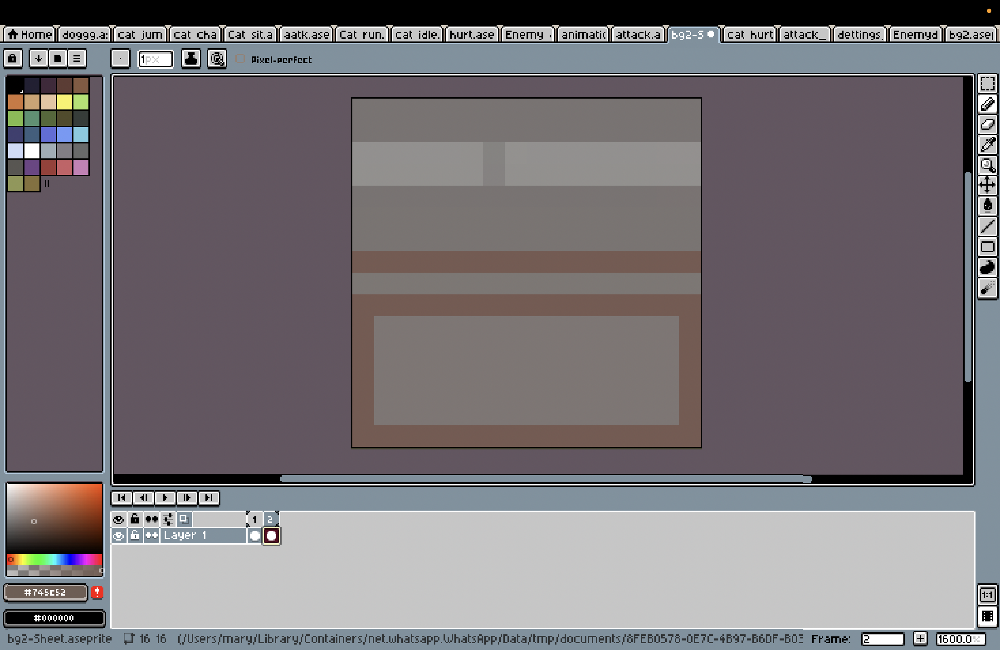 Home doggg.a: cat jum cat cha Cat sit.a aatk.ase Cat run. cat idle. hurt.ase Enemy animatic attack.a bg2-S cat hurt attack_ dettings. Enemyd bg2.asep
1px Pixel-perfect
1 2
Layer 1
#745c52
1:1
#000000
bg2-Sheet.aseprite 16 16 (/Users/mary/Library/Containers/net.whatsapp.WhatsApp/Data/tmp/documents/8FEB0578-0E7C-4B97-B6DF-B03 Frame: 2 + 1600.0%